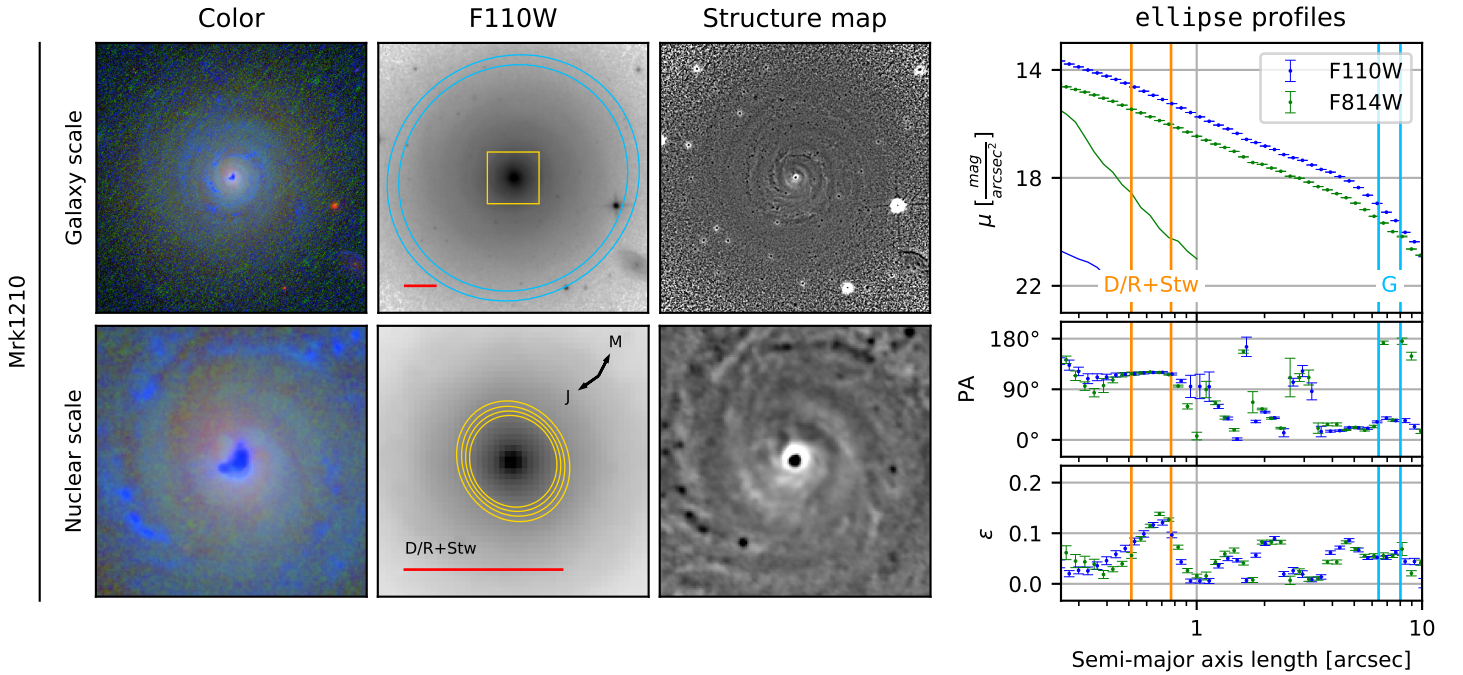 Color
F110W
Structure map
ellipse profiles
Mrk1210
Galaxy scale
Nuclear scale
M
J
D/R+Stw
F110W
F814W
μ [mag/arcsec²]
14
18
22
D/R+Stw
G
PA
180°
90°
0°
ε
0.2
0.1
0.0
1
10
Semi-major axis length [arcsec]